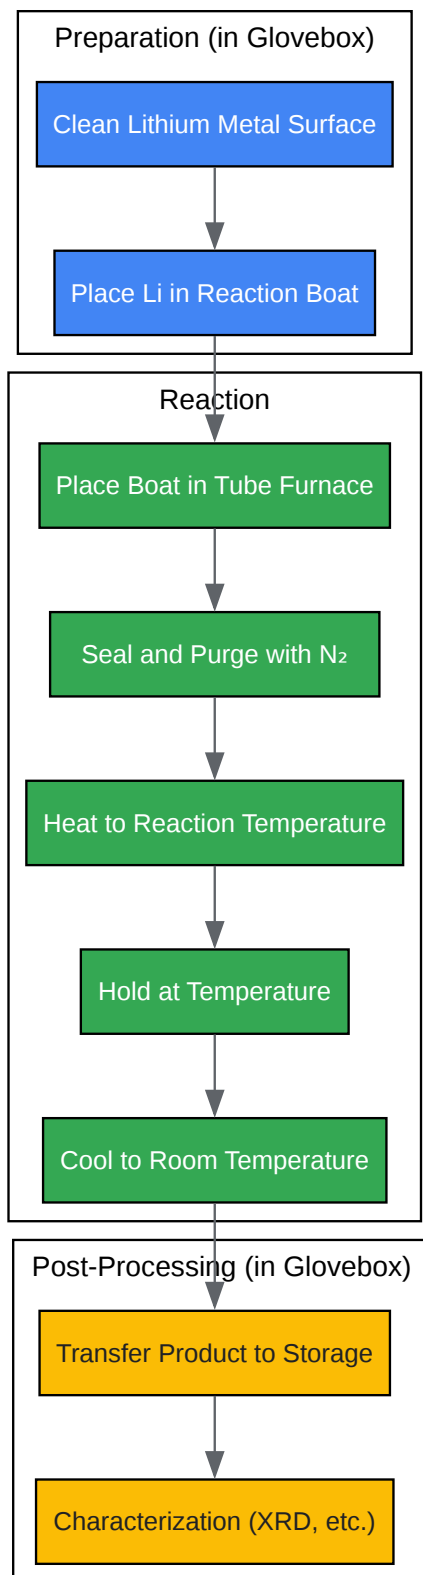 Preparation (in Glovebox)
Clean Lithium Metal Surface
Place Li in Reaction Boat
Reaction
Place Boat in Tube Furnace
Seal and Purge with N₂
Heat to Reaction Temperature
Hold at Temperature
Cool to Room Temperature
Post-Processing (in Glovebox)
Transfer Product to Storage
Characterization (XRD, etc.)